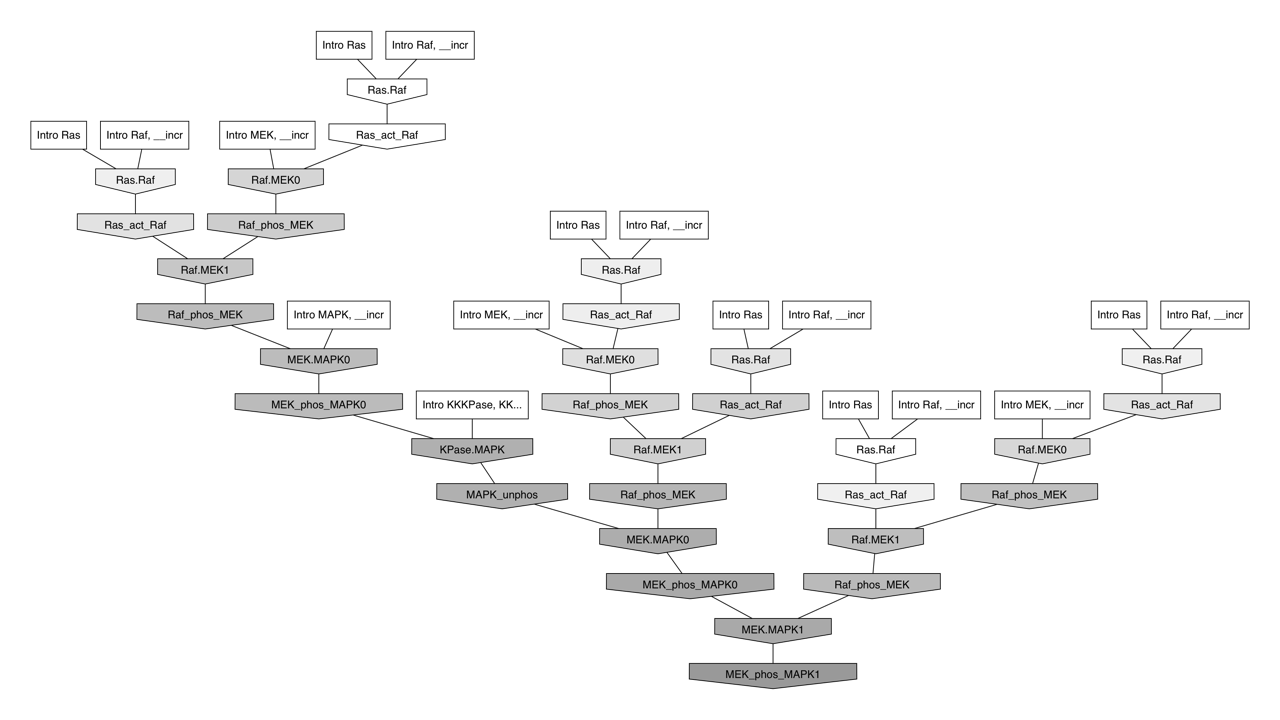 Intro Ras
Intro Raf, __incr
Ras.Raf
Intro Ras
Intro Raf, __incr
Intro MEK, __incr
Ras_act_Raf
Ras.Raf
Raf.MEK0
Ras_act_Raf
Raf_phos_MEK
Intro Ras
Intro Raf, __incr
Raf.MEK1
Ras.Raf
Raf_phos_MEK
Intro MAPK, __incr
Intro MEK, __incr
Ras_act_Raf
Intro Ras
Intro Raf, __incr
Intro Ras
Intro Raf, __incr
MEK.MAPK0
Raf.MEK0
Ras.Raf
Ras.Raf
MEK_phos_MAPK0
Intro KKKPase, KK...
Raf_phos_MEK
Ras_act_Raf
Intro Ras
Intro Raf, __incr
Intro MEK, __incr
Ras_act_Raf
KPase.MAPK
Raf.MEK1
Ras.Raf
Raf.MEK0
MAPK_unphos
Raf_phos_MEK
Ras_act_Raf
Raf_phos_MEK
MEK.MAPK0
Raf.MEK1
MEK_phos_MAPK0
Raf_phos_MEK
MEK.MAPK1
MEK_phos_MAPK1